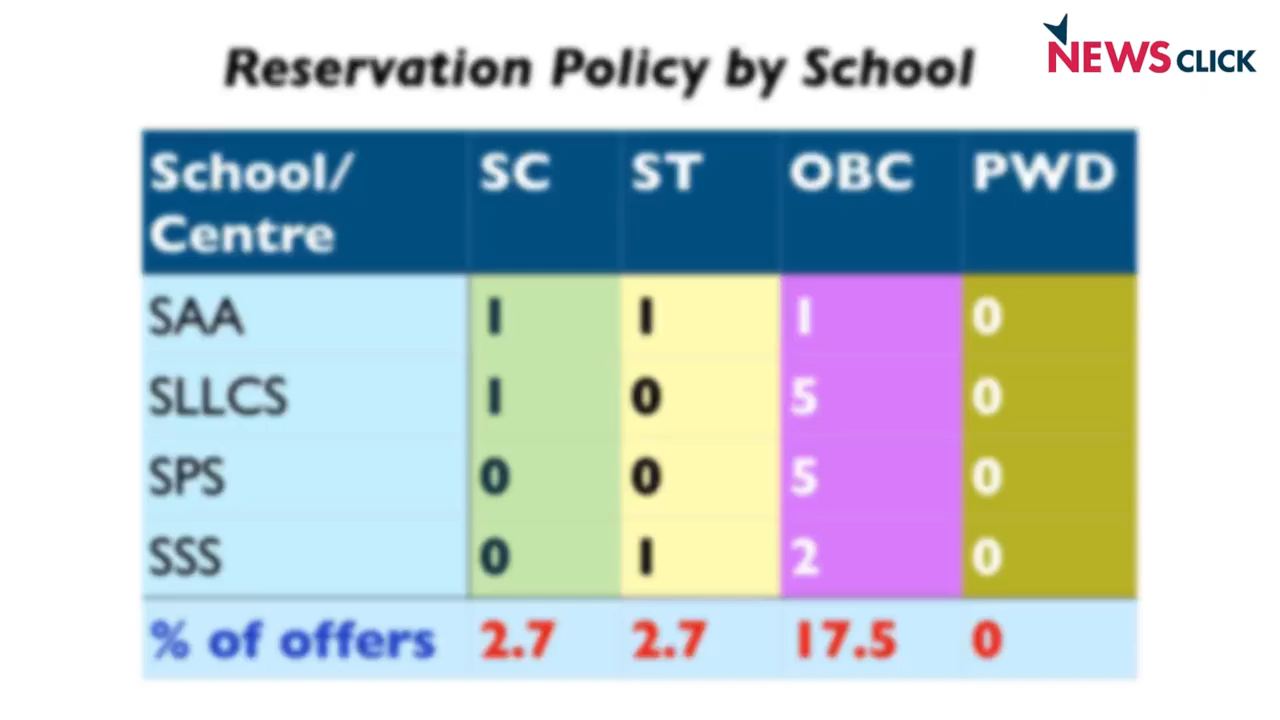 Reservation Policy by School
NEWSCLICK
School/ SC ST OBC PWD
Centre
SAA 1 1 1 0
SLLCS 1 0 5 0
SPS 0 0 5 0
SSS 0 1 2 0
% of offers 2.7 2.7 17.5 0